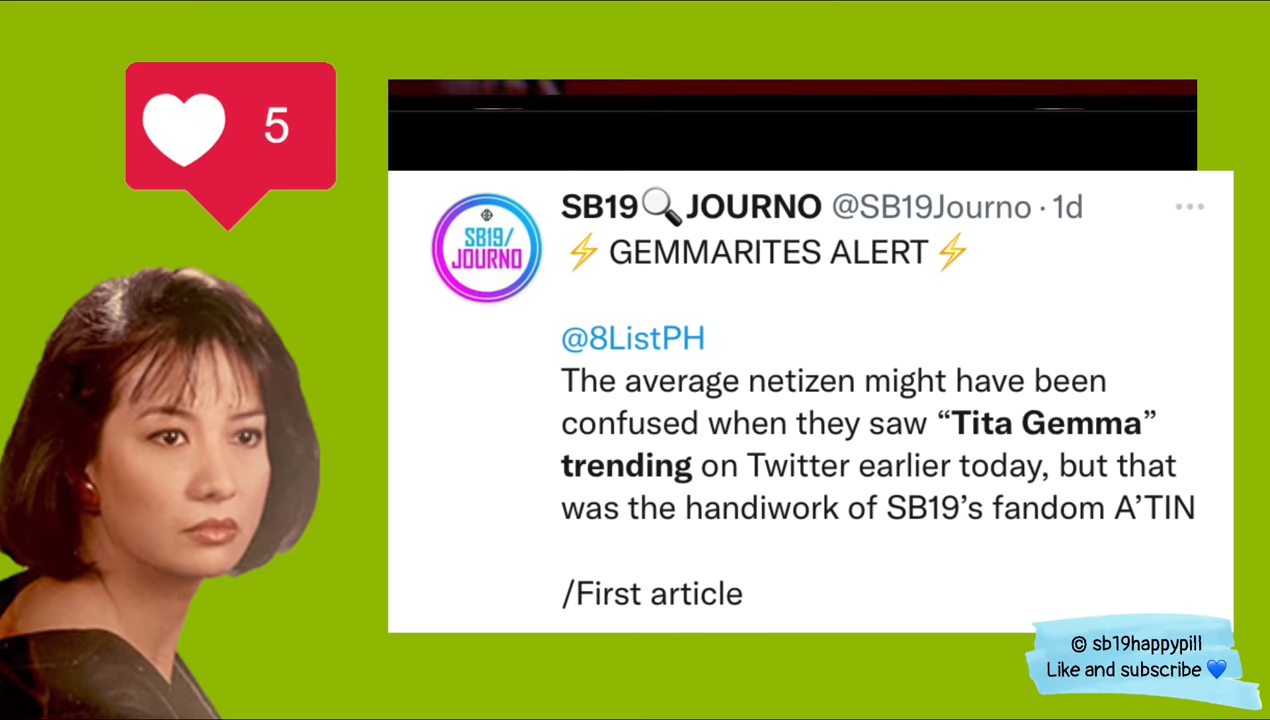 5
SB19🔍JOURNO @SB19Journo · 1d
SB19/
JOURNO
⚡ GEMMARITES ALERT ⚡
@8ListPH
The average netizen might have been
confused when they saw “Tita Gemma”
trending on Twitter earlier today, but that
was the handiwork of SB19’s fandom A’TIN
/First article
© sb19happypill
Like and subscribe 💙